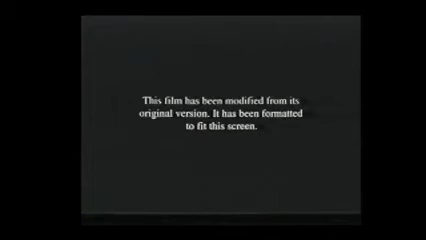 This film has been modified from its
original version. It has been formatted
to fit this screen.